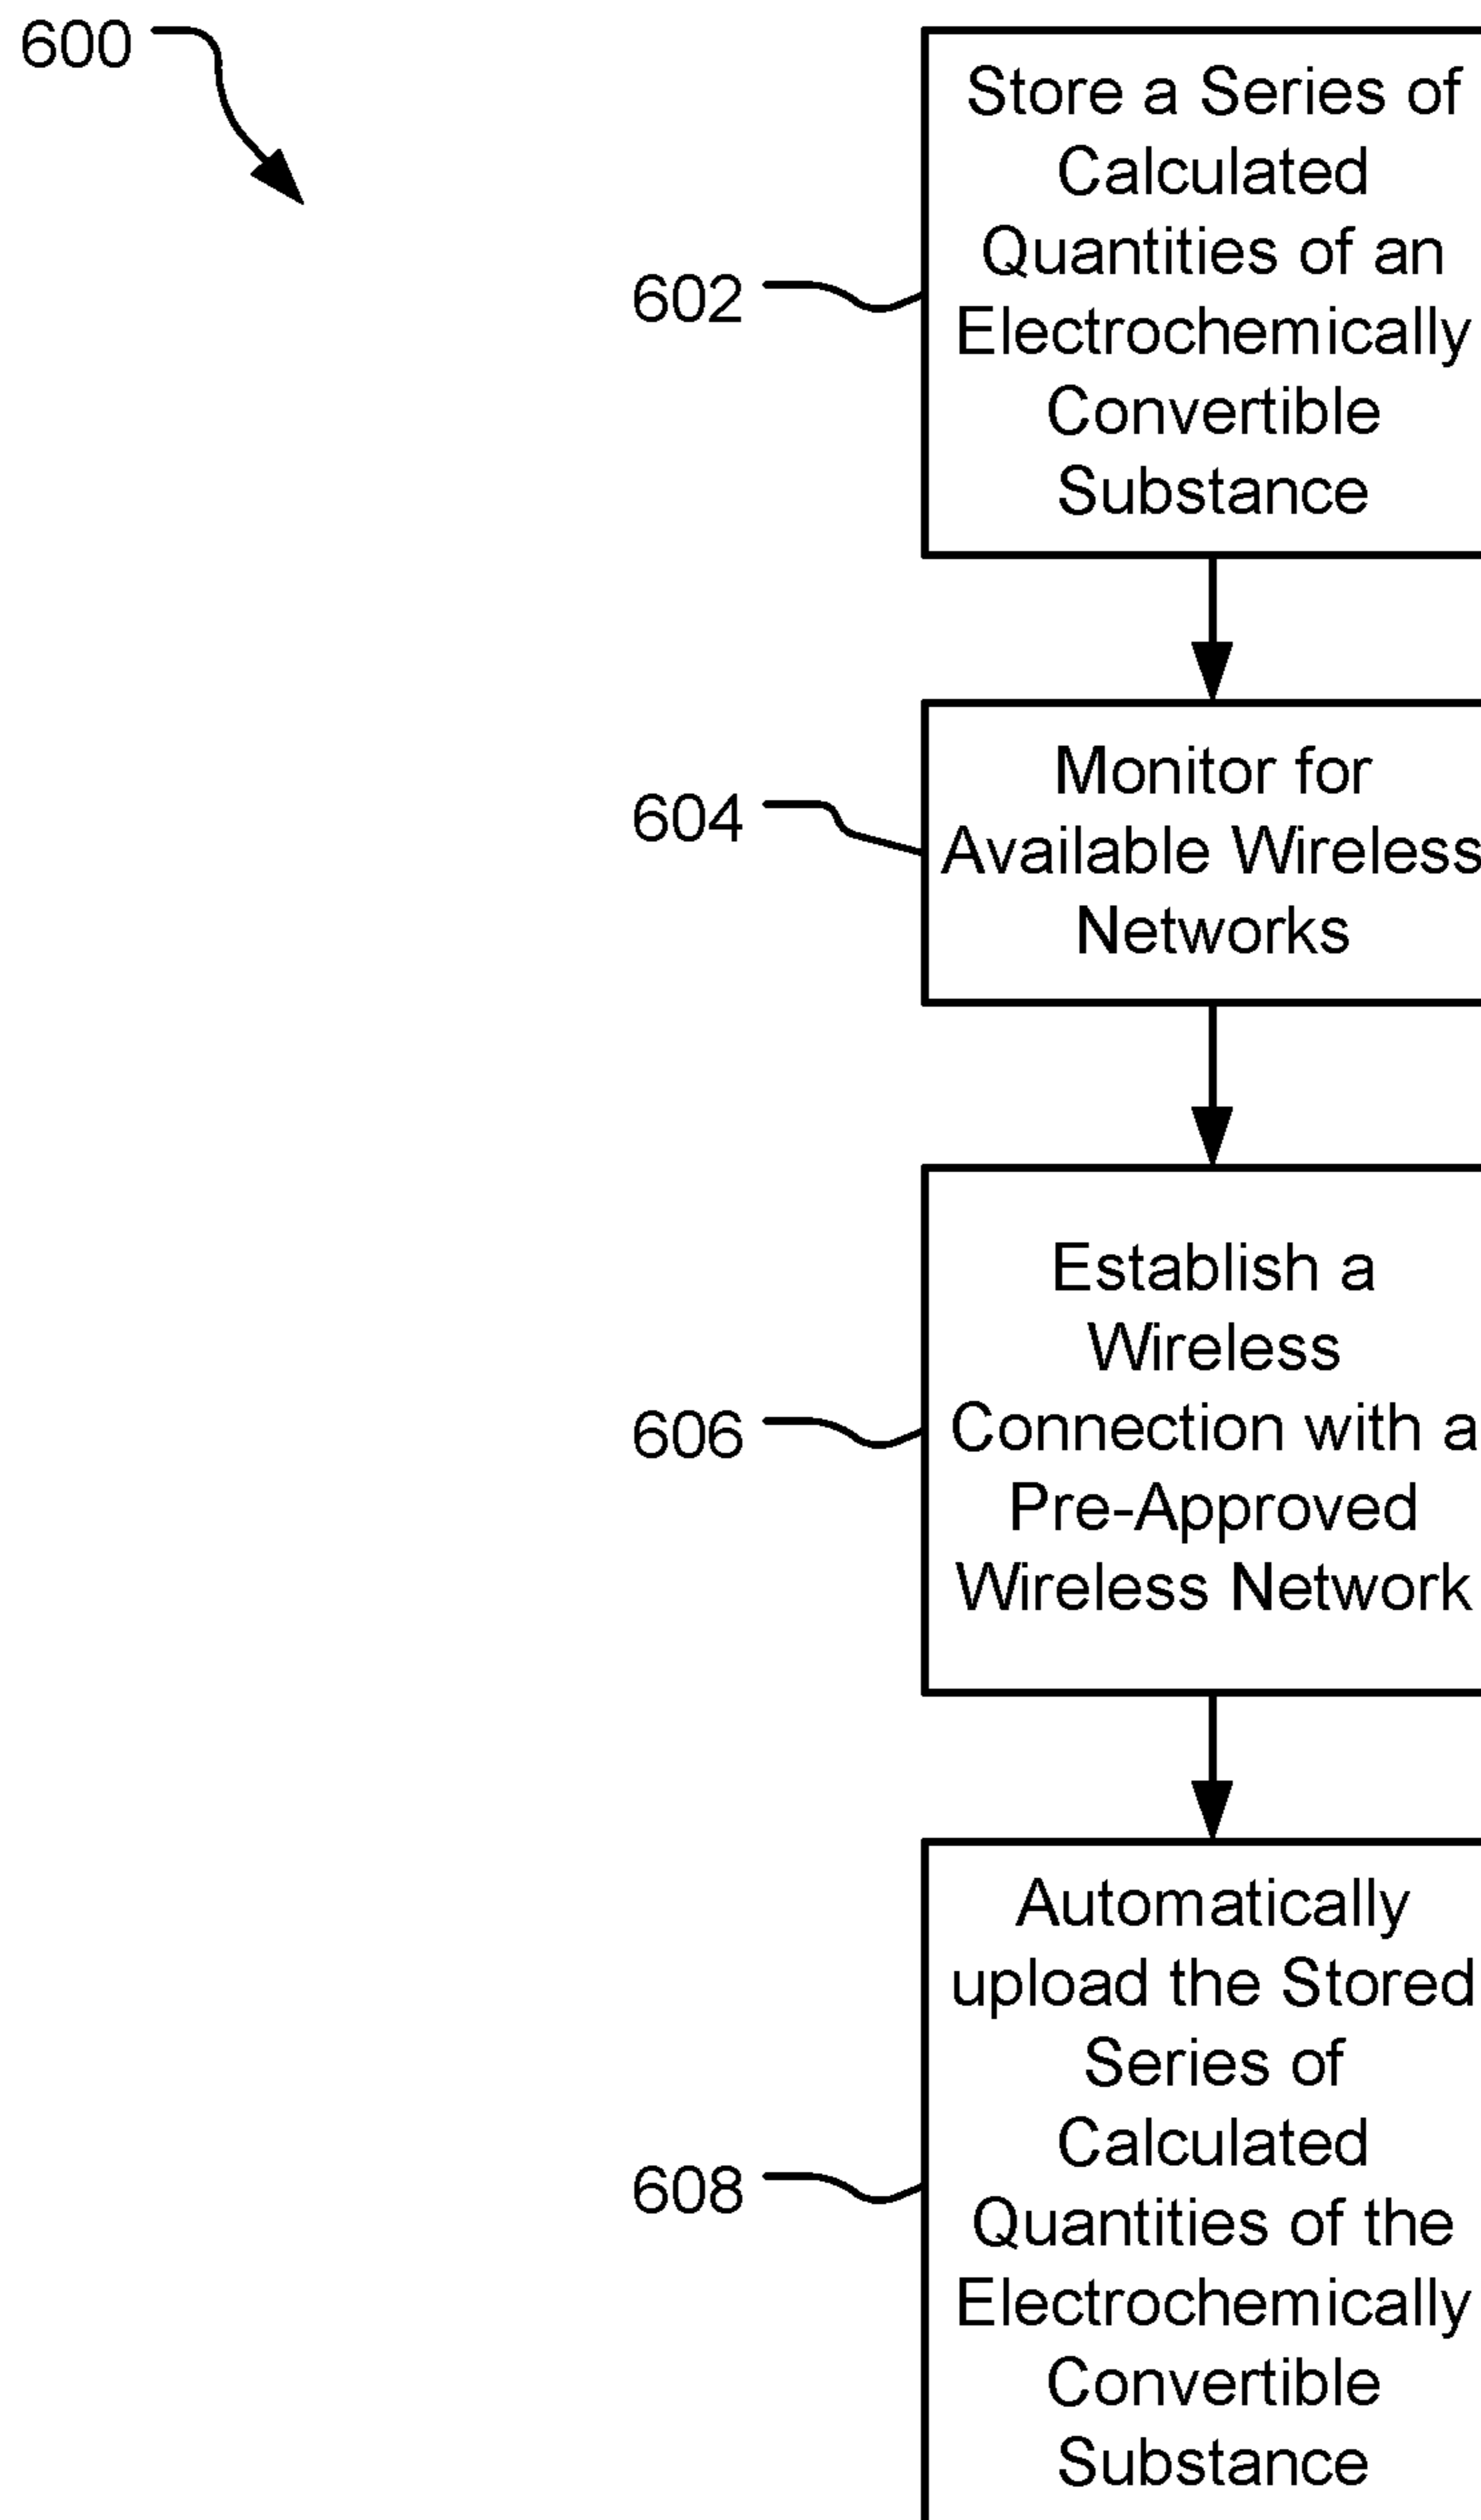 600
602
Store a Series of
Calculated
Quantities of an
Electrochemically
Convertible
Substance
604
Monitor for
Available Wireless
Networks
606
Establish a
Wireless
Connection with a
Pre-Approved
Wireless Network
608
Automatically
upload the Stored
Series of
Calculated
Quantities of the
Electrochemically
Convertible
Substance